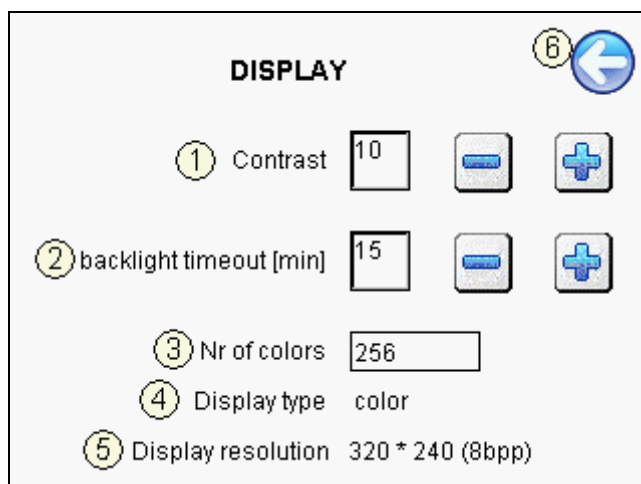 DISPLAY 6
1 Contrast 10
2 backlight timeout [min] 15
3 Nr of colors 256
4 Display type color
5 Display resolution 320 * 240 (8bpp)